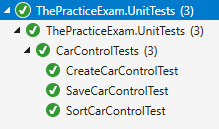 ThePracticeExam.UnitTests (3)
ThePracticeExam.UnitTests (3)
CarControlTests (3)
CreateCarControlTest
SaveCarControlTest
SortCarControlTest